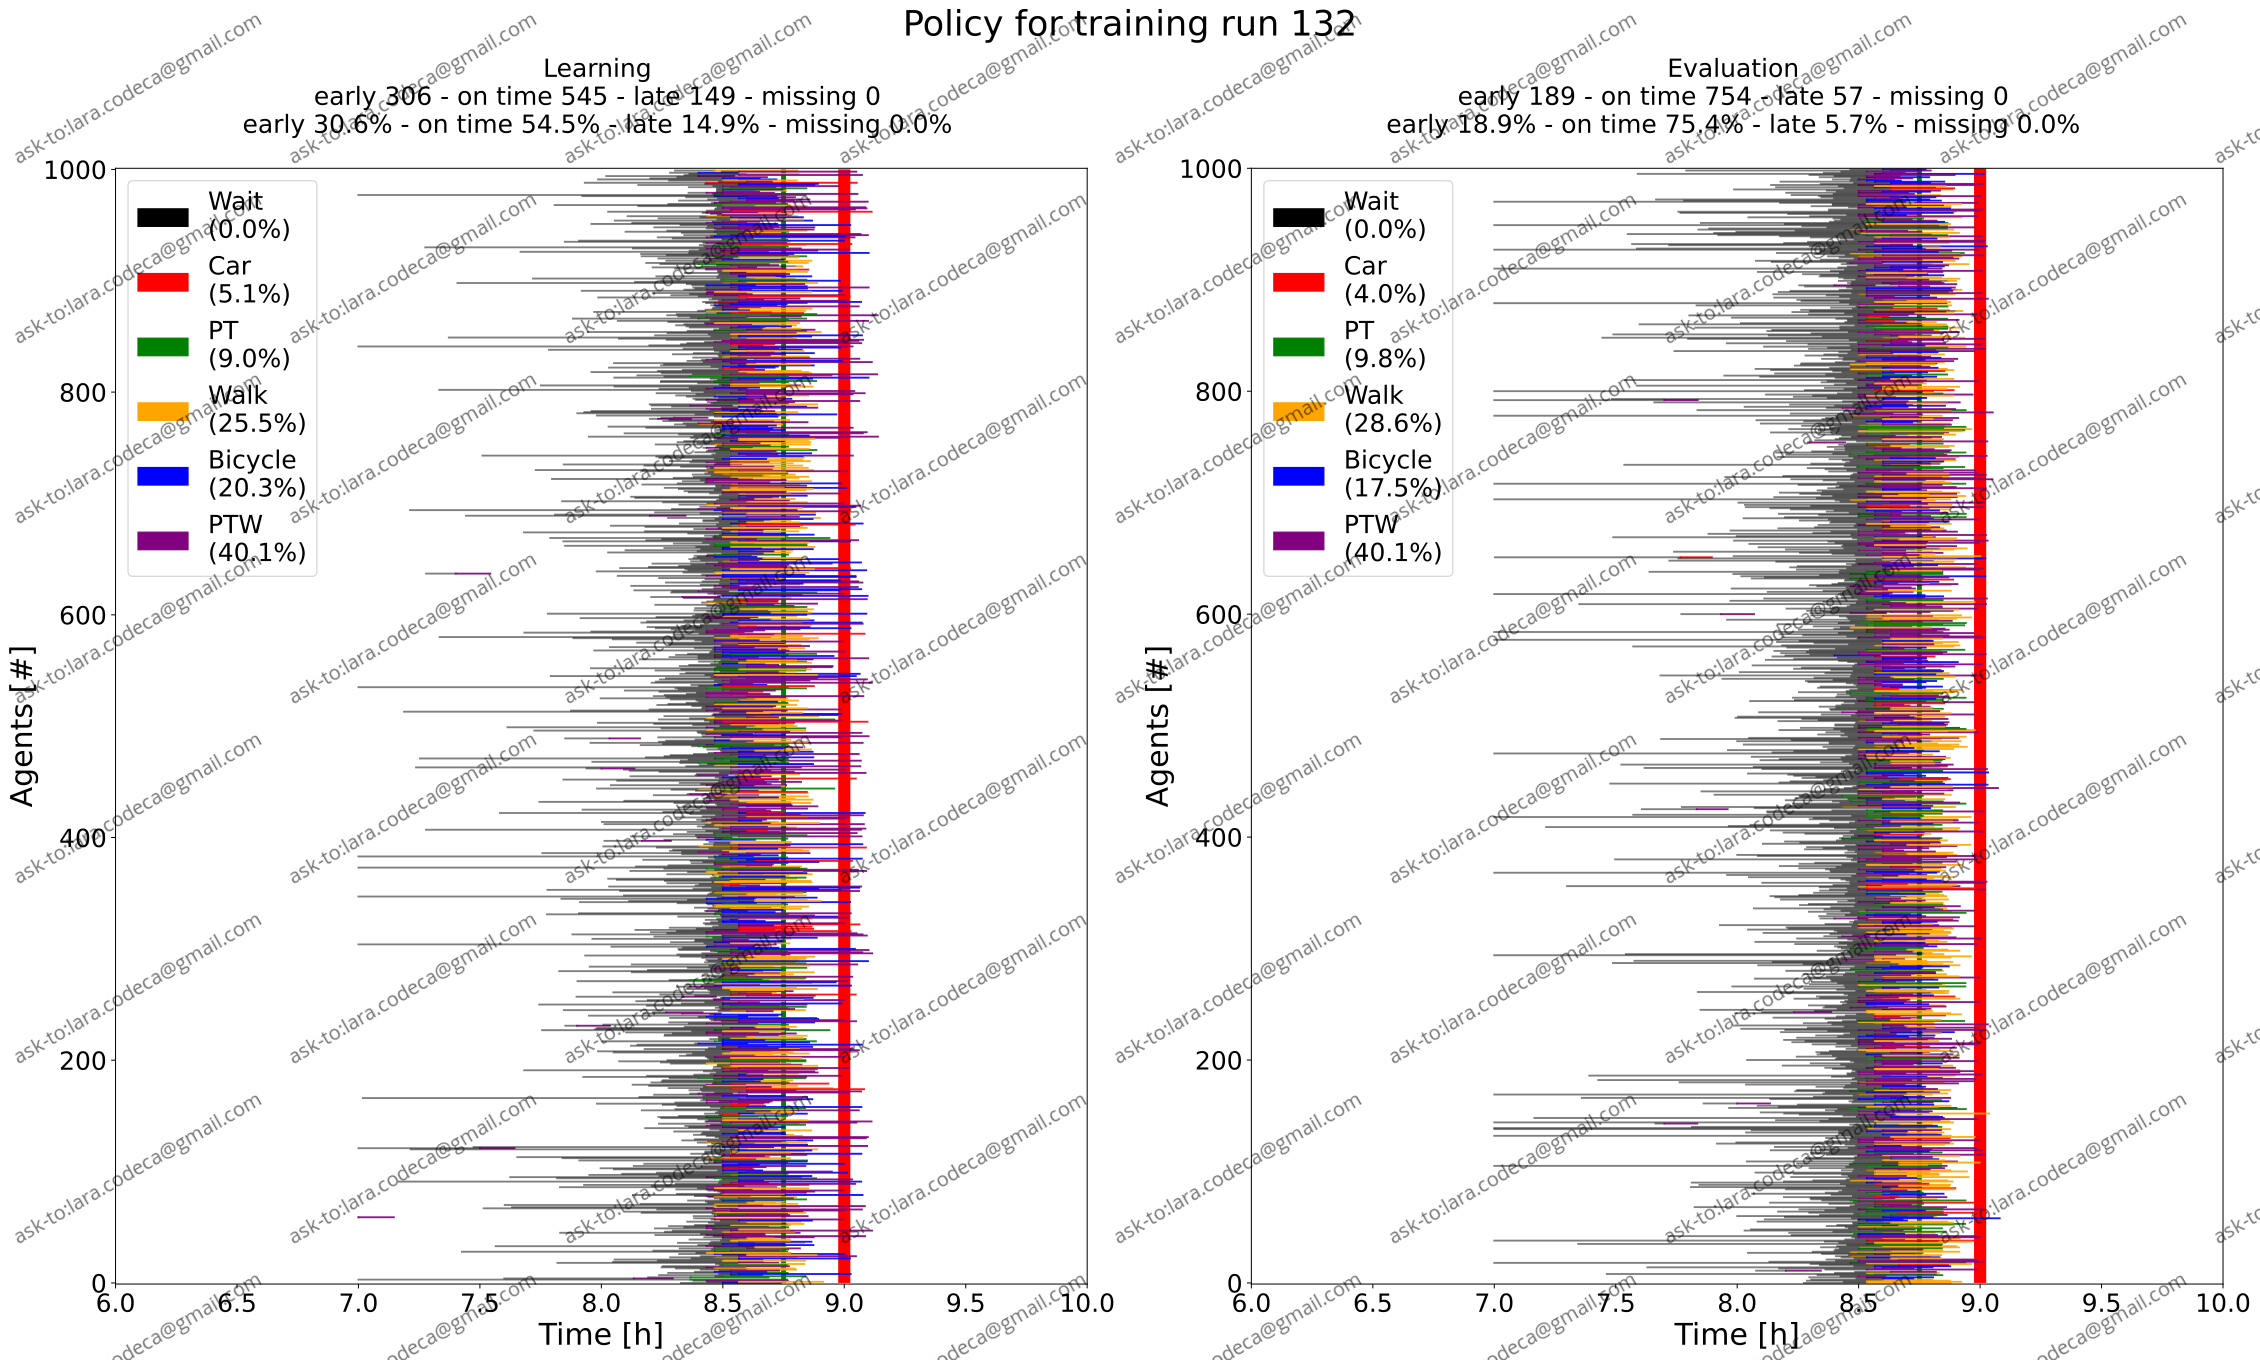 Policy for training run 132
Learning
early 306 - on time 545 - late 149 - missing 0
early 30.6% - on time 54.5% - late 14.9% - missing 0.0%
1000
800
600
400
200
0
Agents [#]
Wait
(0.0%)
Car
(5.1%)
PT
(9.0%)
Walk
(25.5%)
Bicycle
(20.3%)
PTW
(40.1%)
6.0 6.5 7.0 7.5 8.0 8.5 9.0 9.5 10.0
Time [h]
Evaluation
early 189 - on time 754 - late 57 - missing 0
early 18.9% - on time 75.4% - late 5.7% - missing 0.0%
1000
800
600
400
200
0
Agents [#]
Wait
(0.0%)
Car
(4.0%)
PT
(9.8%)
Walk
(28.6%)
Bicycle
(17.5%)
PTW
(40.1%)
6.0 6.5 7.0 7.5 8.0 8.5 9.0 9.5 10.0
Time [h]
ask-to:lara.codeca@gmail.com